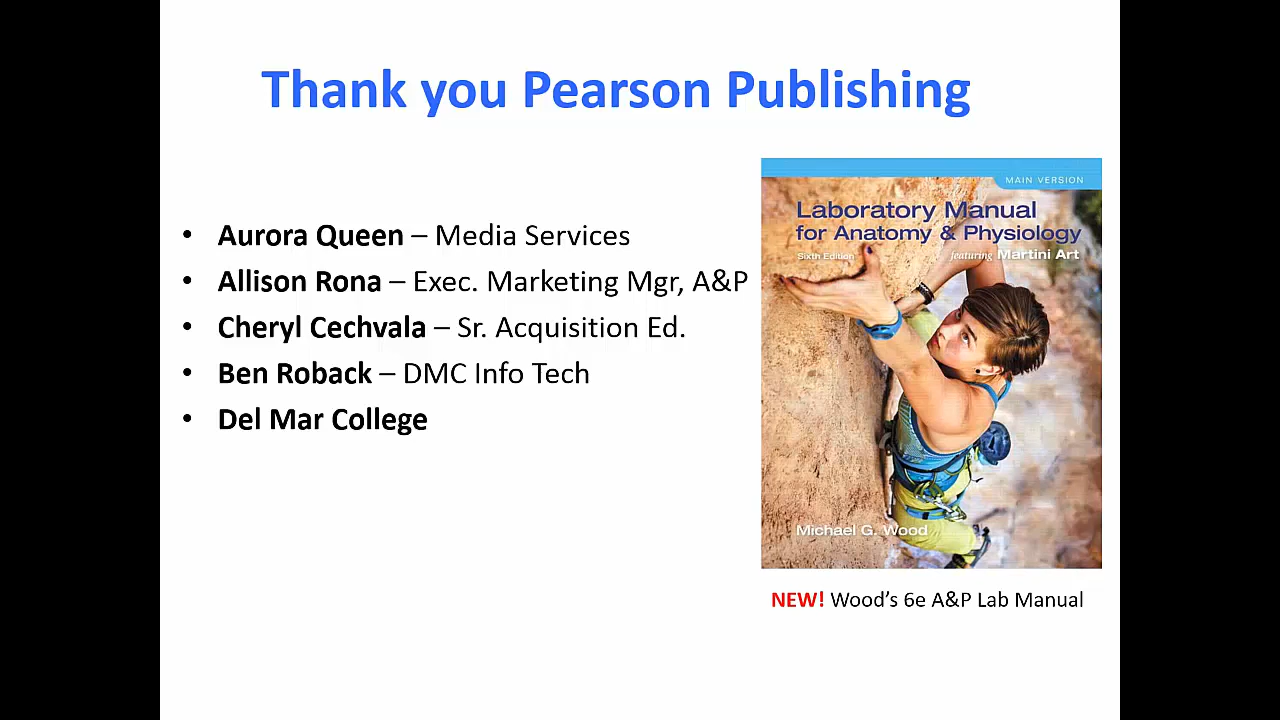 Thank you Pearson Publishing
• Aurora Queen – Media Services
• Allison Rona – Exec. Marketing Mgr, A&P
• Cheryl Cechvala – Sr. Acquisition Ed.
• Ben Roback – DMC Info Tech
• Del Mar College
MAIN VERSION
Laboratory Manual
for Anatomy & Physiology
Sixth Edition
featuring Martini Art
Michael G. Wood
NEW! Wood’s 6e A&P Lab Manual